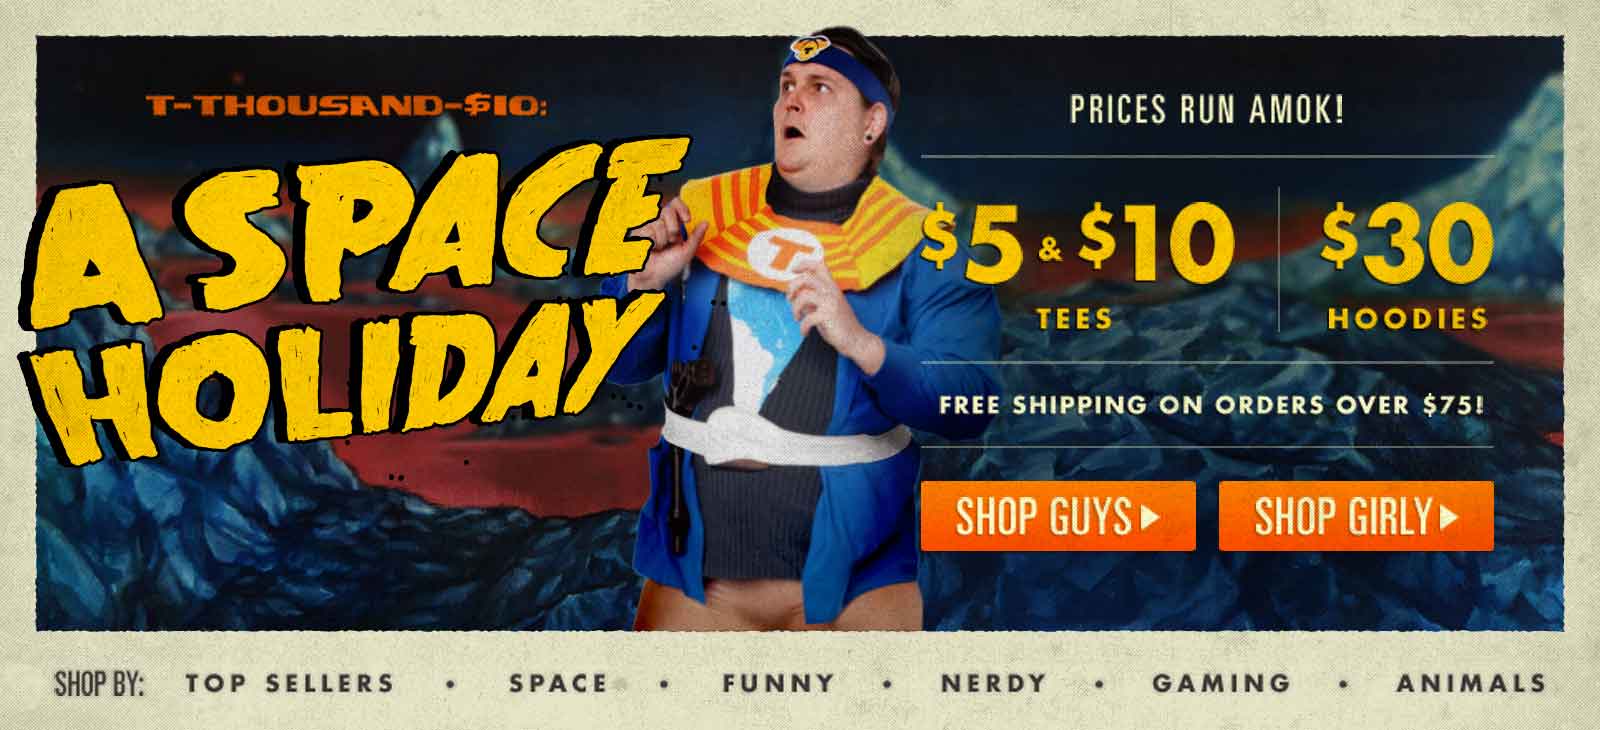 T-THOUSAND-$10:
A SPACE
HOLIDAY
T
PRICES RUN AMOK!
$5 & $10
TEES
$30
HOODIES
FREE SHIPPING ON ORDERS OVER $75!
SHOP GUYS
SHOP GIRLY
SHOP BY: TOP SELLERS • SPACE • FUNNY • NERDY • GAMING • ANIMALS